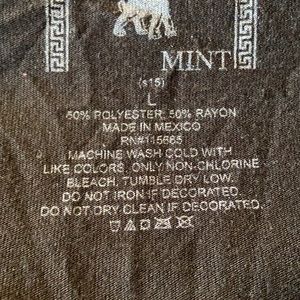 MINT
(s15)
L
50% POLYESTER, 50% RAYON
MADE IN MEXICO
RN#115665
MACHINE WASH COLD WITH
LIKE COLORS, ONLY NON-CHLORINE
BLEACH, TUMBLE DRY LOW.
DO NOT IRON IF DECORATED.
DO NOT DRY CLEAN IF DECORATED.